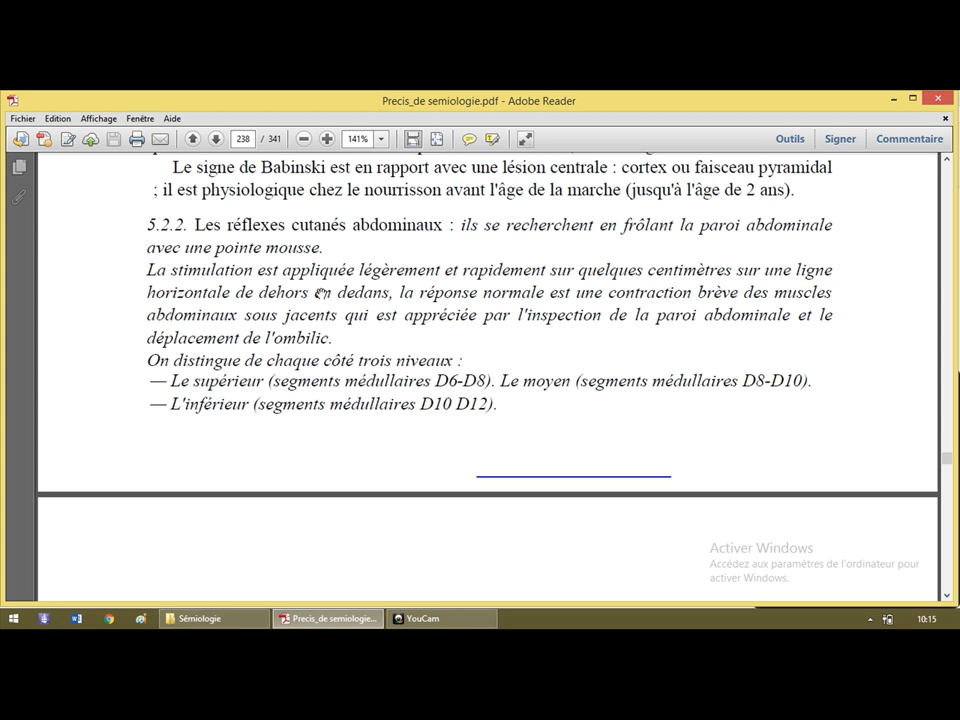 Precis_de semiologie.pdf - Adobe Reader
Fichier Edition Affichage Fenêtre Aide
238 / 341 141% Outils Signer Commentaire
Le signe de Babinski est en rapport avec une lésion centrale : cortex ou faisceau pyramidal
; il est physiologique chez le nourrisson avant l'âge de la marche (jusqu'à l'âge de 2 ans).
5.2.2. Les réflexes cutanés abdominaux : ils se recherchent en frôlant la paroi abdominale
avec une pointe mousse.
La stimulation est appliquée légèrement et rapidement sur quelques centimètres sur une ligne
horizontale de dehors en dedans, la réponse normale est une contraction brève des muscles
abdominaux sous jacents qui est appréciée par l'inspection de la paroi abdominale et le
déplacement de l'ombilic.
On distingue de chaque côté trois niveaux :
— Le supérieur (segments médullaires D6-D8). Le moyen (segments médullaires D8-D10).
— L'inférieur (segments médullaires D10 D12).
Activer Windows
Accédez aux paramètres de l'ordinateur pour
activer Windows.
Sémiologie Precis_de semiologie... YouCam 10:15